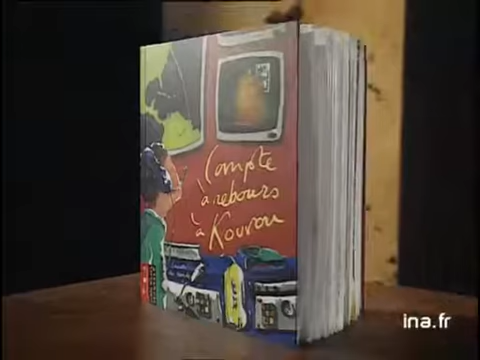 Compte
à rebours
à
Kourou
ina.fr